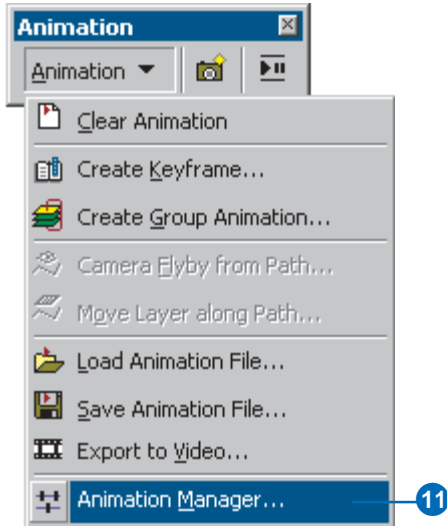 Animation
Animation
Clear Animation
Create Keyframe...
Create Group Animation...
Camera Flyby from Path...
Move Layer along Path...
Load Animation File...
Save Animation File...
Export to Video...
Animation Manager... 11